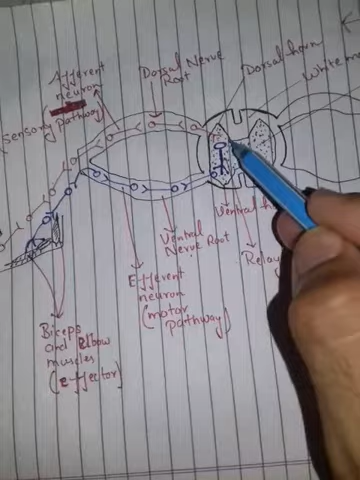 Afferent
neuron
(sensory
pathway)
Dorsal Nerve
Root
Dorsal horn
White
Ventral
Ventral
Nerve Root
Efferent
neuron
(motor
pathway)
Biceps
and Elbow
muscles
(effector)